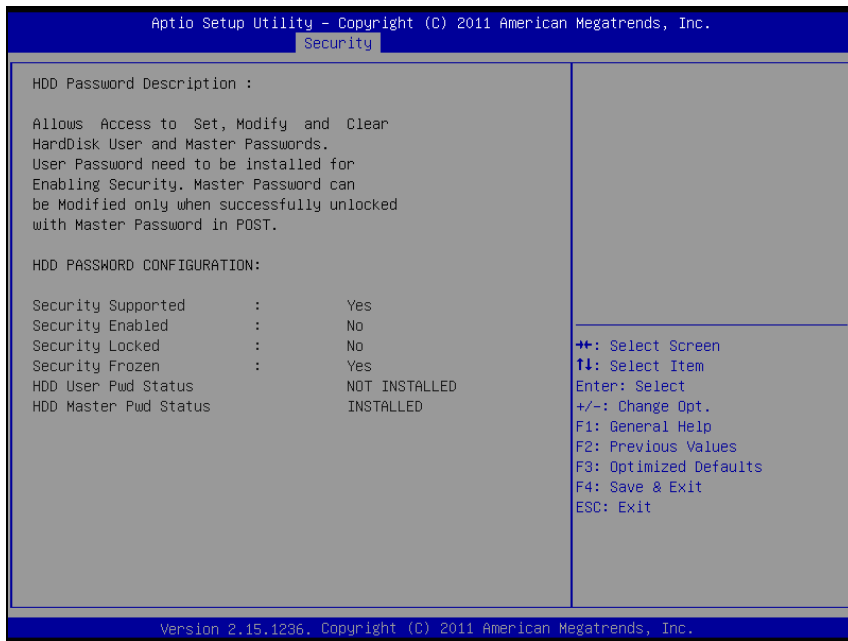 Aptio Setup Utility – Copyright (C) 2011 American Megatrends, Inc.
Security
HDD Password Description :
Allows Access to Set, Modify and Clear
HardDisk User and Master Passwords.
User Password need to be installed for
Enabling Security. Master Password can
be Modified only when successfully unlocked
with Master Password in POST.
HDD PASSWORD CONFIGURATION:
Security Supported : Yes
Security Enabled : No
Security Locked : No
Security Frozen : Yes
HDD User Pwd Status NOT INSTALLED
HDD Master Pwd Status INSTALLED
→←: Select Screen
↑↓: Select Item
Enter: Select
+/-: Change Opt.
F1: General Help
F2: Previous Values
F3: Optimized Defaults
F4: Save & Exit
ESC: Exit
Version 2.15.1236. Copyright (C) 2011 American Megatrends, Inc.